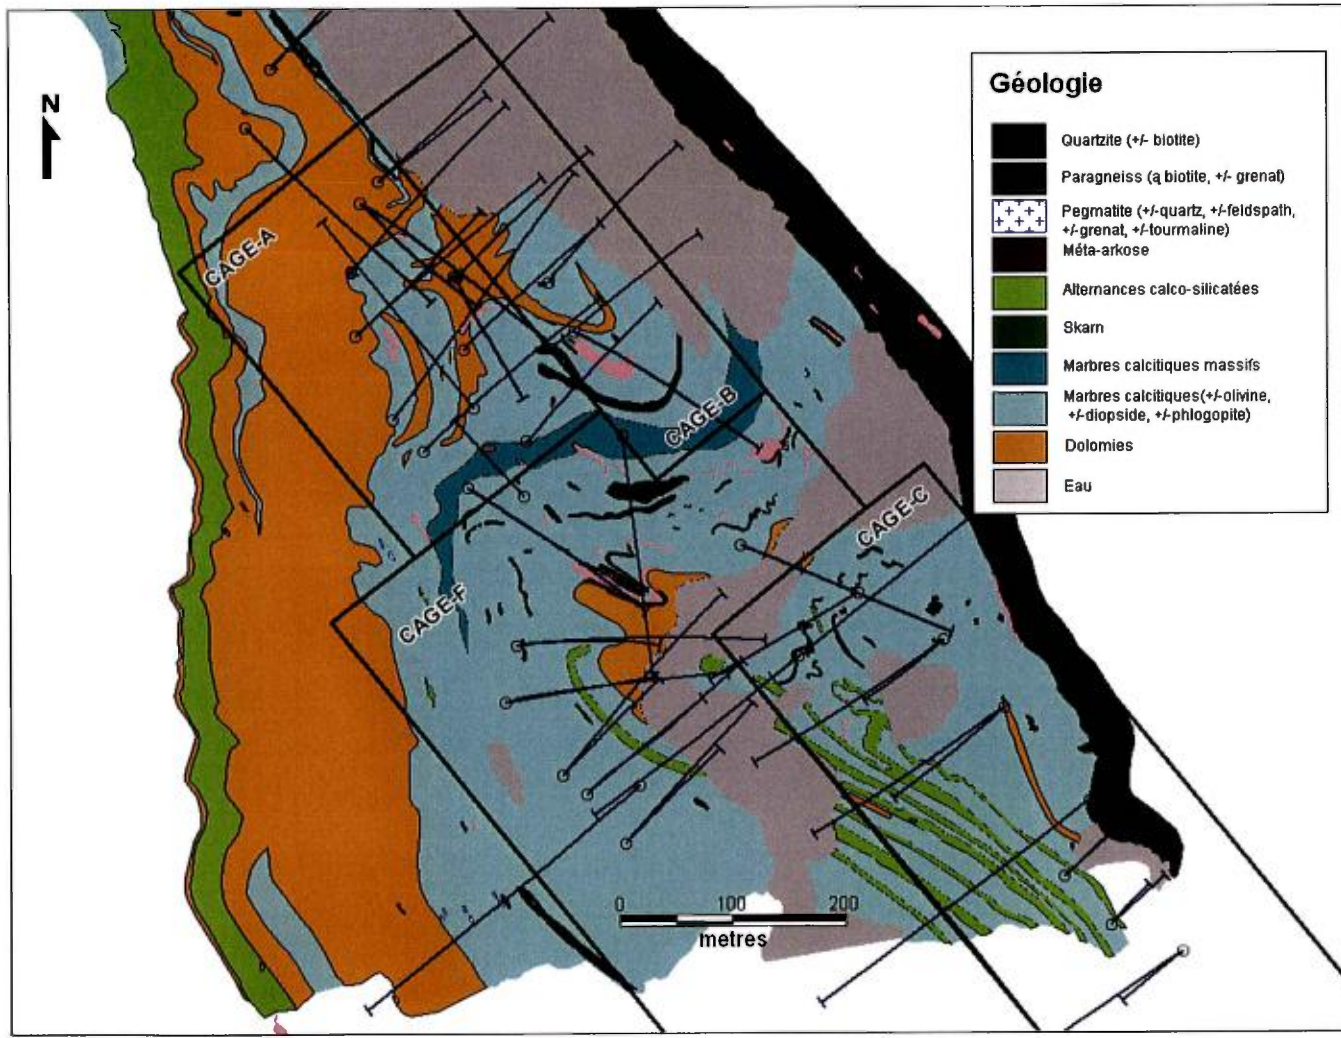 N
CAGE-A
CAGE-B
CAGE-C
CAGE-F
0 100 200
metres
Géologie
Quartzite (+/- biotite)
Paragneiss (ą biotite, +/- grenat)
Pegmatite (+/-quartz, +/-feldspath,
+/-grenat, +/-tourmaline)
Méta-arkose
Alternances calco-silicatées
Skarn
Marbres calcitiques massifs
Marbres calcitiques(+/-olivine,
+/-diopside, +/-phlogopite)
Dolomies
Eau